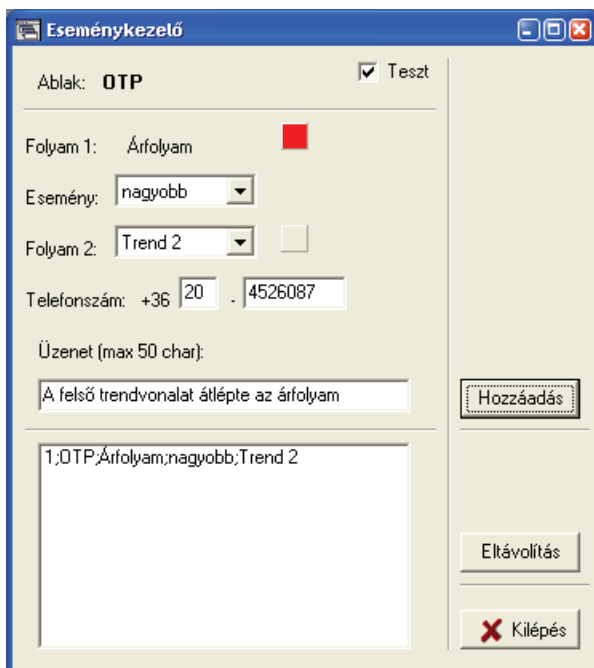 Eseménykezelő
Ablak: OTP
Teszt
Folyam 1: Árfolyam
Esemény: nagyobb
Folyam 2: Trend 2
Telefonszám: +36 20 - 4526087
Üzenet (max 50 char):
A felső trendvonalat átlépte az árfolyam
Hozzáadás
1;OTP;Árfolyam;nagyobb;Trend 2
Eltávolítás
Kilépés